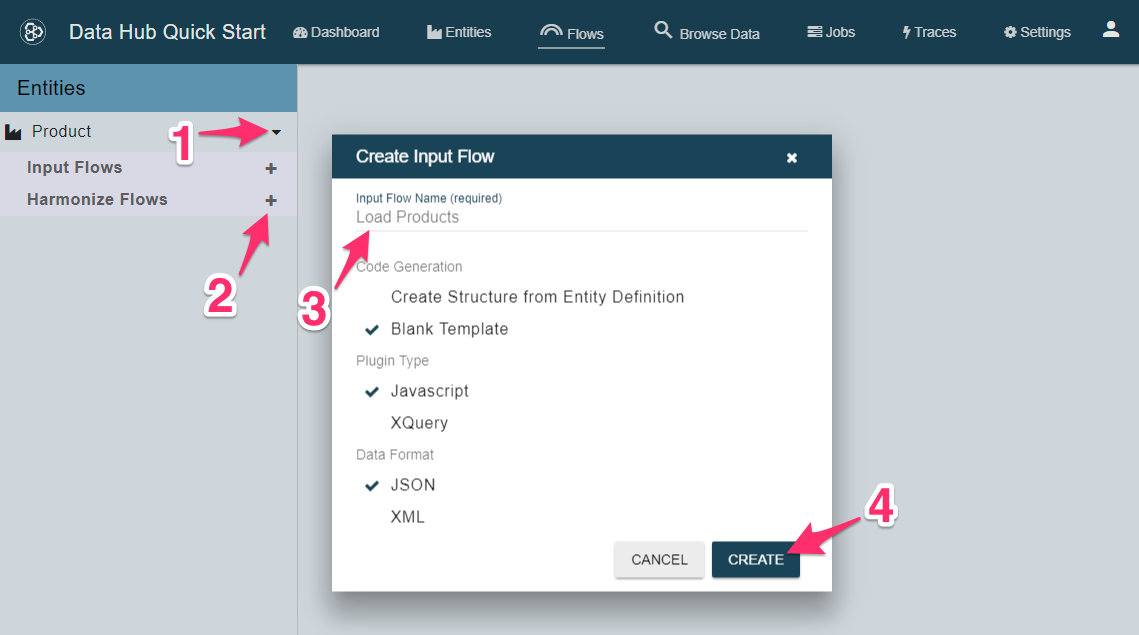 Data Hub Quick Start
Dashboard
Entities
Flows
Browse Data
Jobs
Traces
Settings
Entities
Product
1
Input Flows
Harmonize Flows
2
Create Input Flow
Input Flow Name (required)
Load Products
3
Code Generation
Create Structure from Entity Definition
Blank Template
Plugin Type
Javascript
XQuery
Data Format
JSON
XML
4
CANCEL
CREATE